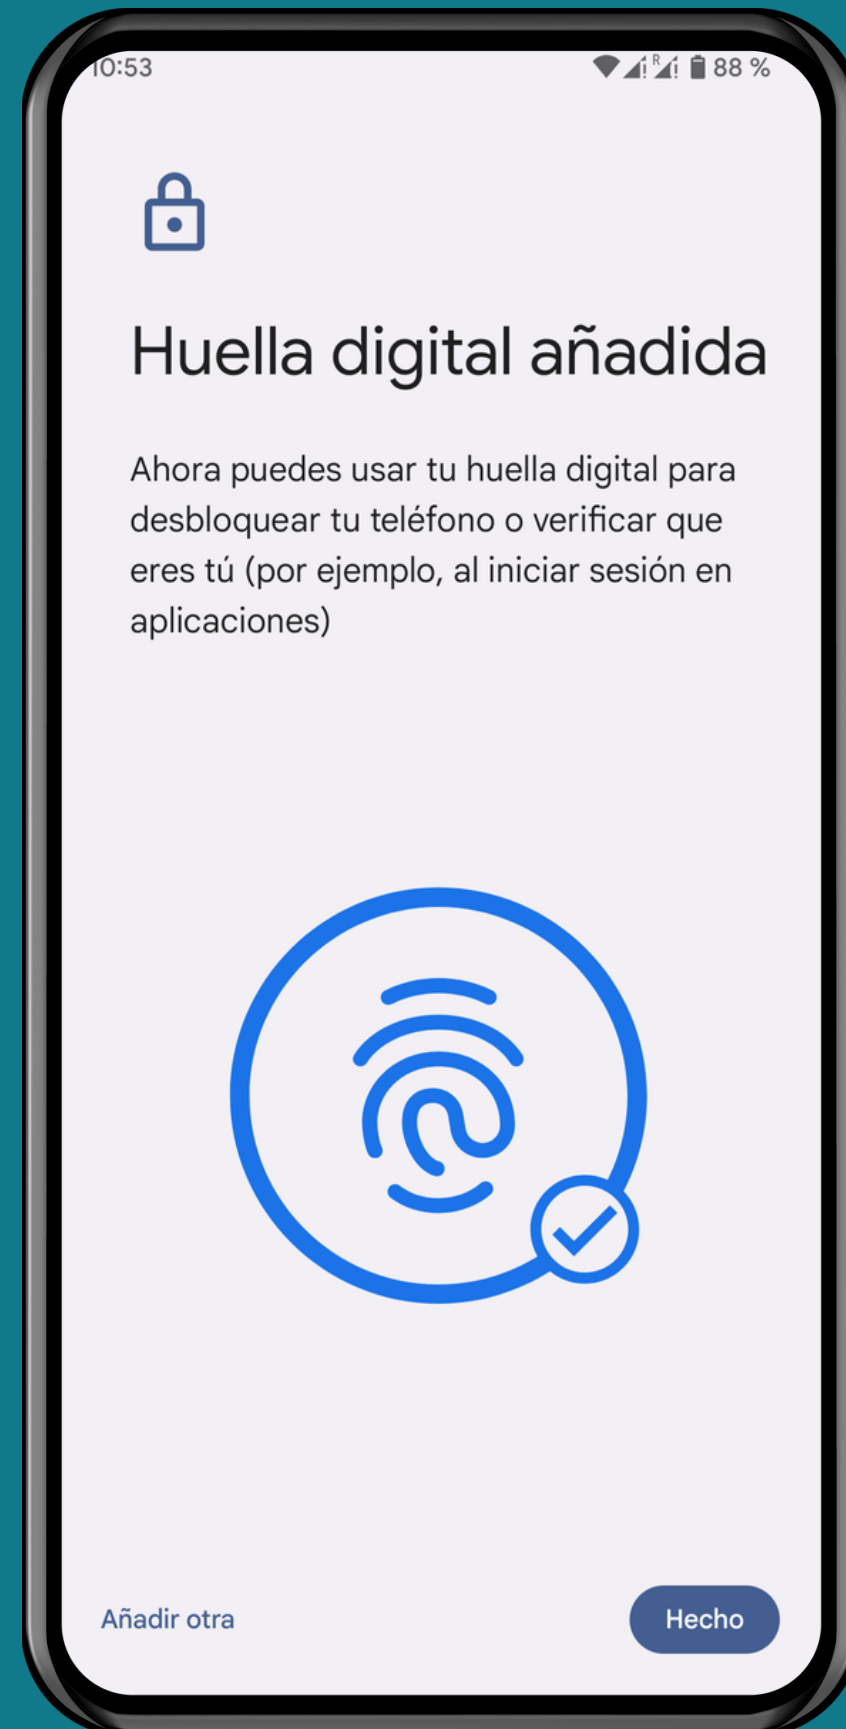 10:53 R 88 %
Huella digital añadida
Ahora puedes usar tu huella digital para
desbloquear tu teléfono o verificar que
eres tú (por ejemplo, al iniciar sesión en
aplicaciones)
Añadir otra Hecho